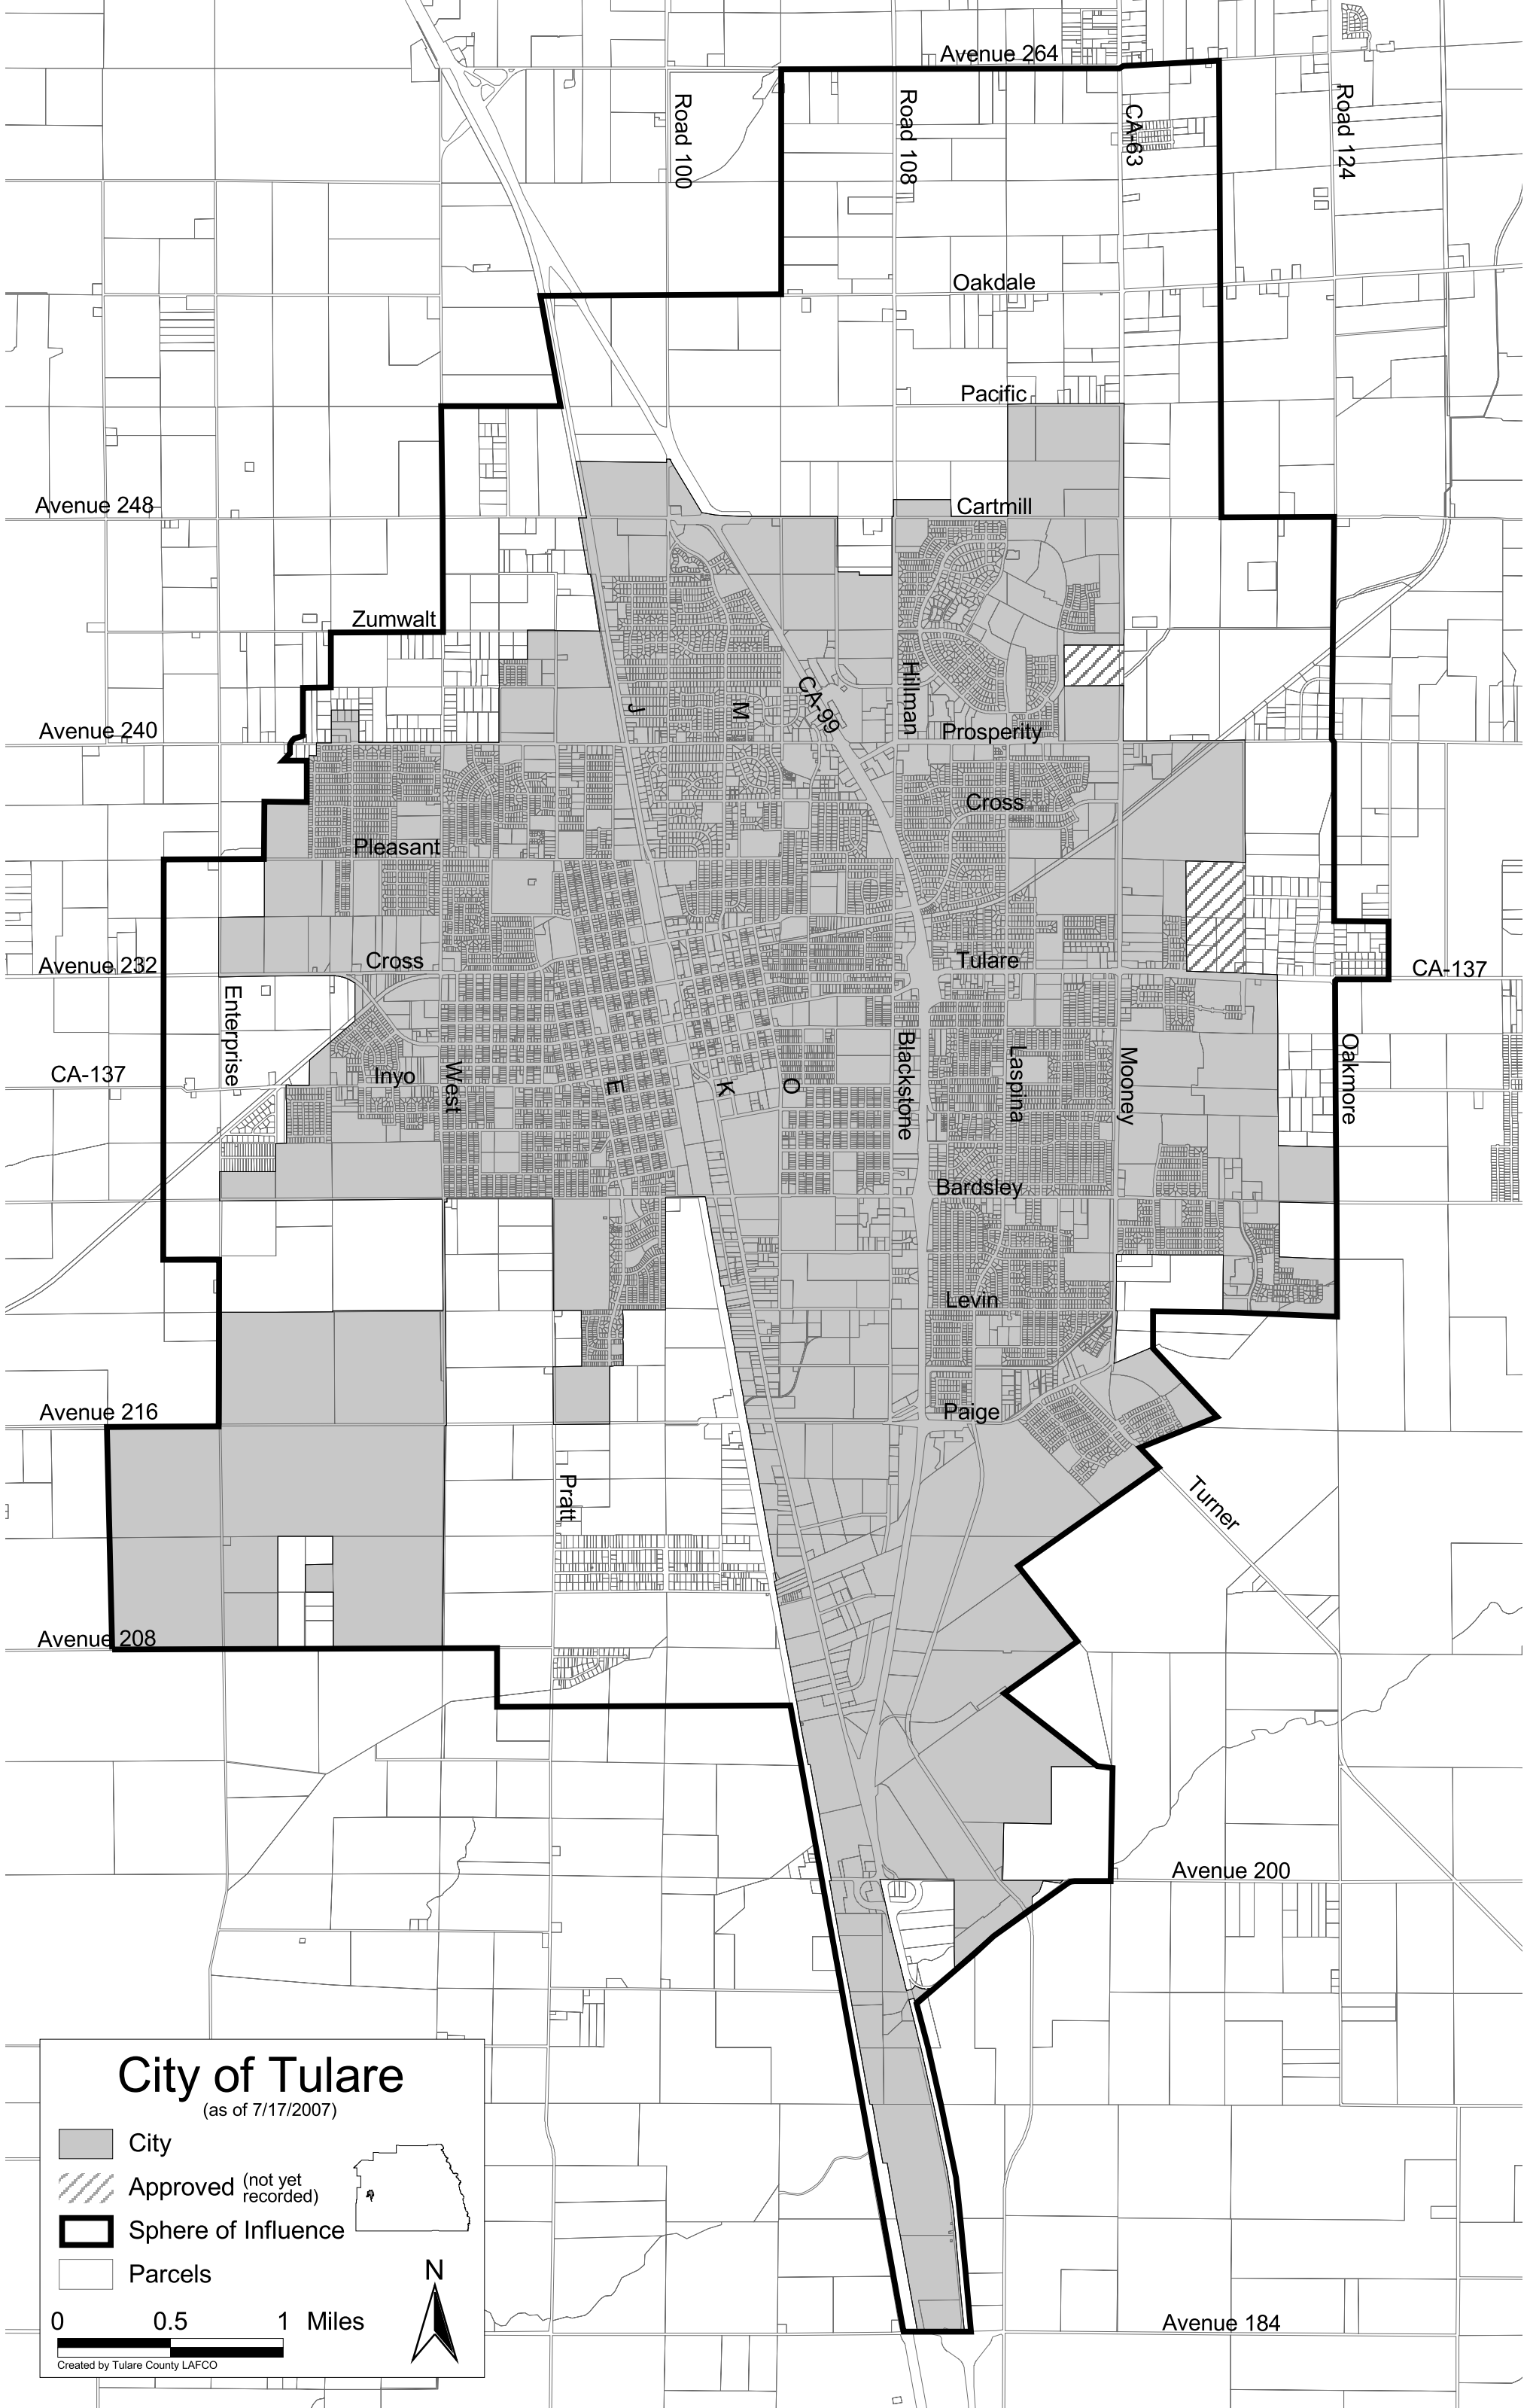 Avenue 264
Road 100
Road 108
CA-63
Road 124
Oakdale
Pacific
Avenue 248
Cartmill
Zumwalt
Hillman
J
M
CA-99
Avenue 240
Prosperity
Cross
Pleasant
Avenue 232
Cross
Tulare
CA-137
Enterprise
CA-137
Inyo
West
E
K
O
Blackstone
Laspina
Mooney
Oakmore
Bardsley
Levin
Avenue 216
Paige
Pratt
Turner
Avenue 208
Avenue 200
City of Tulare
(as of 7/17/2007)
City
Approved (not yet
recorded)
Sphere of Influence
Parcels
N
0 0.5 1 Miles
Created by Tulare County LAFCO
Avenue 184